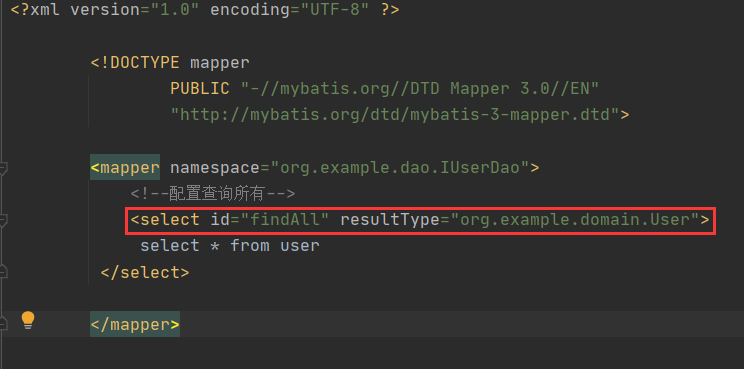 <?xml version="1.0" encoding="UTF-8" ?>
<!DOCTYPE mapper
PUBLIC "-//mybatis.org//DTD Mapper 3.0//EN"
"http://mybatis.org/dtd/mybatis-3-mapper.dtd">
<mapper namespace="org.example.dao.IUserDao">
<!--配置查询所有-->
<select id="findAll" resultType="org.example.domain.User">
select * from user
</select>
</mapper>